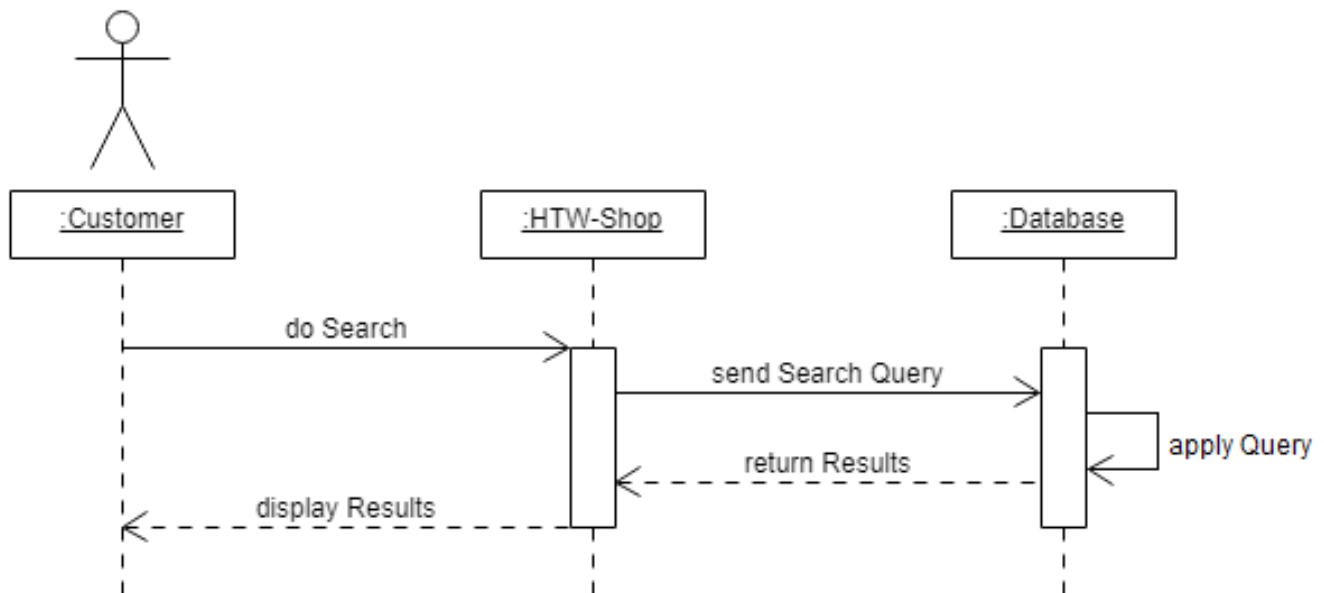 :Customer
:HTW-Shop
:Database
do Search
send Search Query
apply Query
return Results
display Results